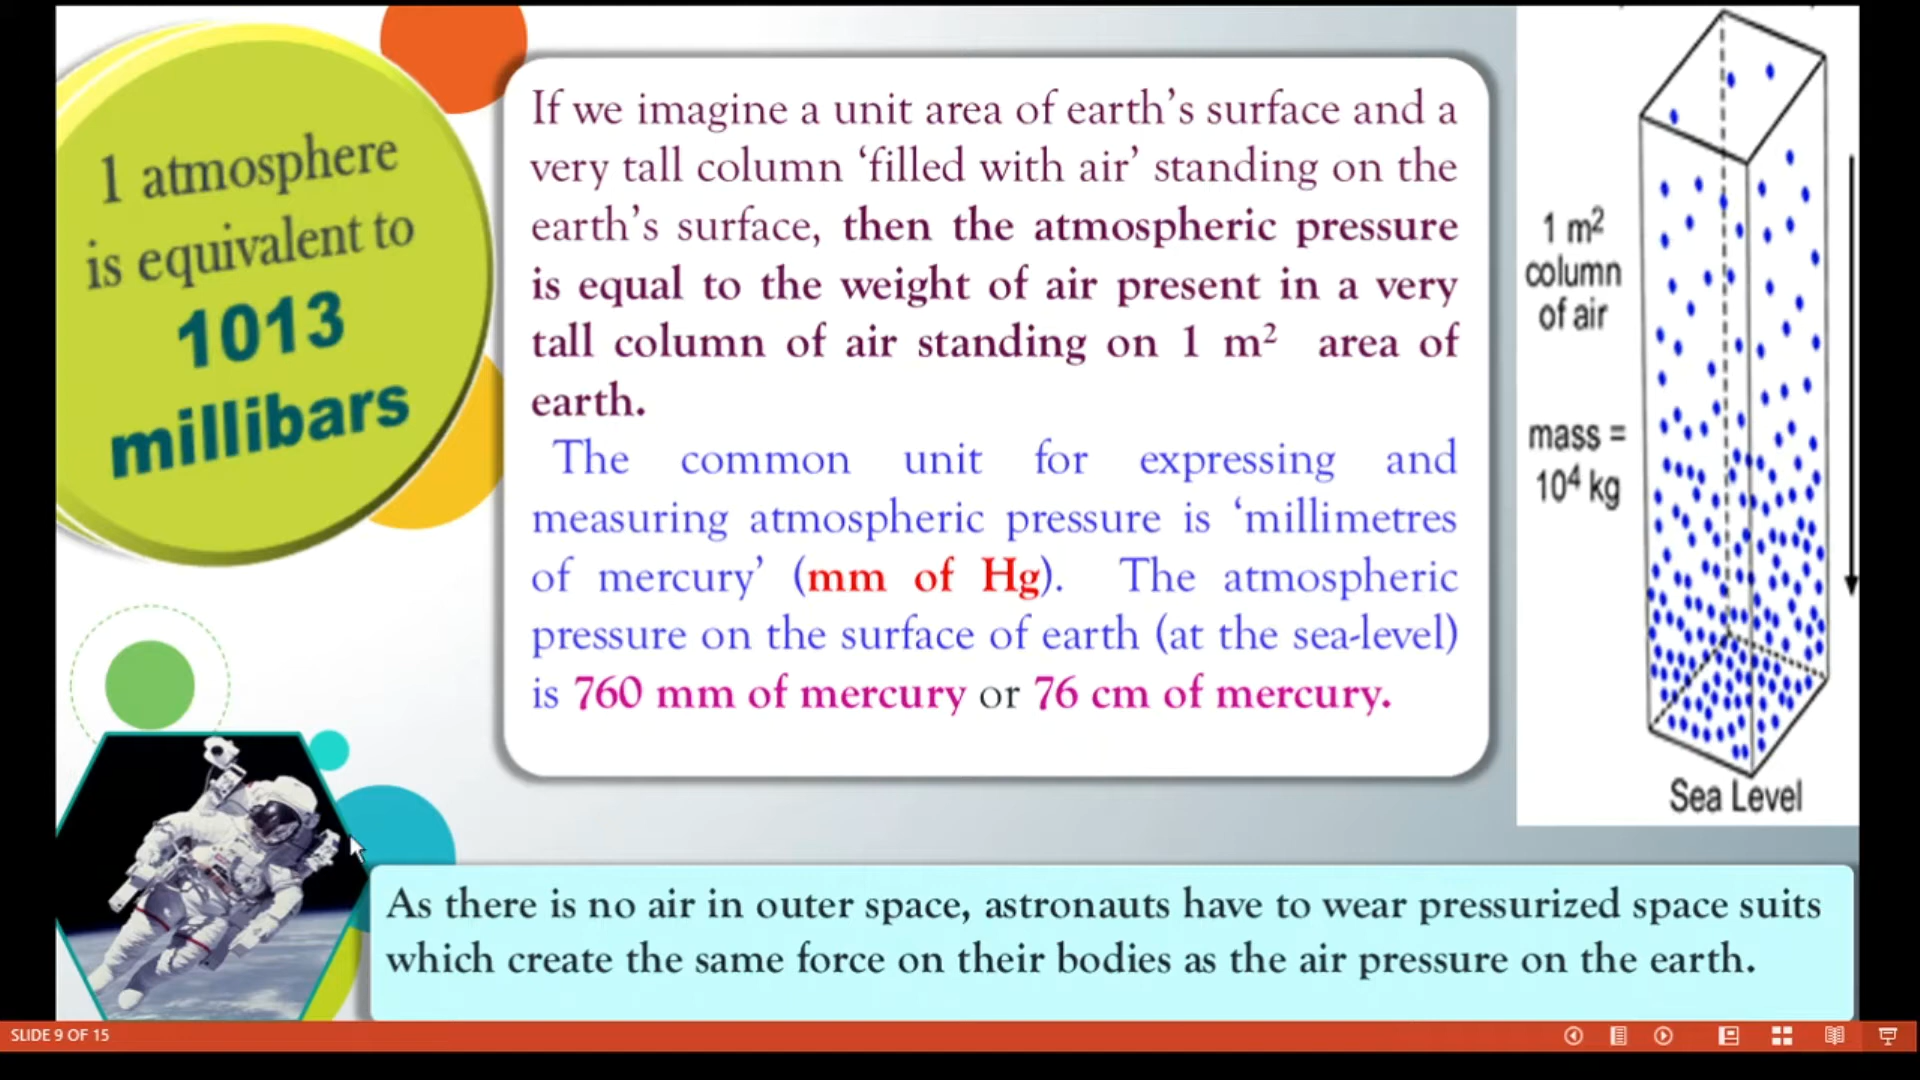 1 atmosphere
is equivalent to
1013
millibars
If we imagine a unit area of earth’s surface and a
very tall column ‘filled with air’ standing on the
earth’s surface, then the atmospheric pressure
is equal to the weight of air present in a very
tall column of air standing on 1 m² area of
earth.
The common unit for expressing and
measuring atmospheric pressure is ‘millimetres
of mercury’ (mm of Hg). The atmospheric
pressure on the surface of earth (at the sea-level)
is 760 mm of mercury or 76 cm of mercury.
1 m²
column
of air
mass =
10⁴ kg
Sea Level
As there is no air in outer space, astronauts have to wear pressurized space suits
which create the same force on their bodies as the air pressure on the earth.
SLIDE 9 OF 15